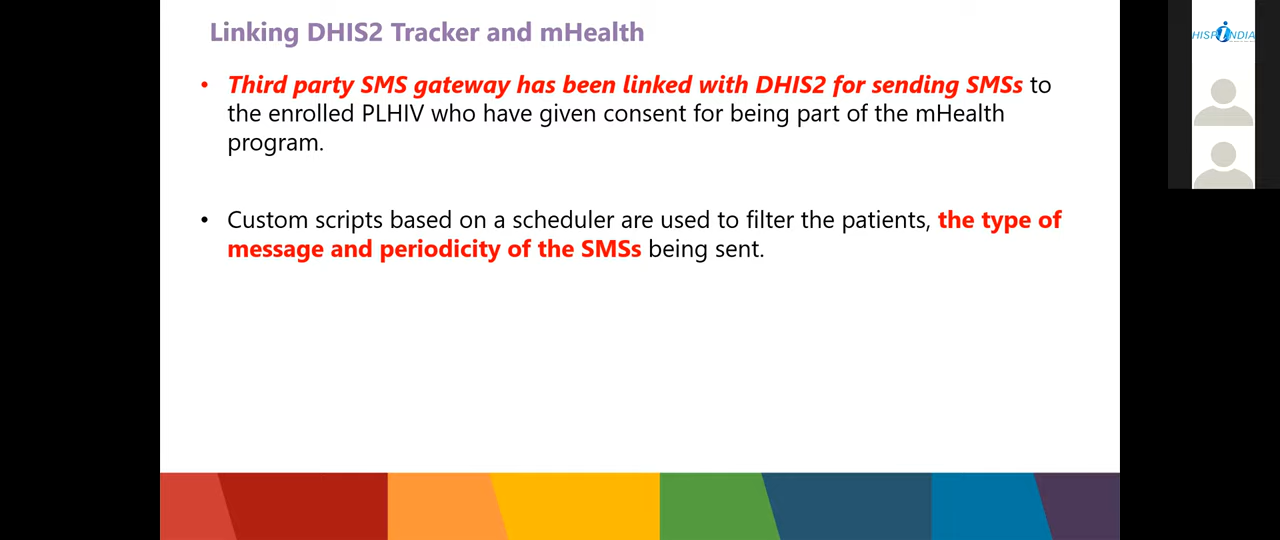 Linking DHIS2 Tracker and mHealth
• Third party SMS gateway has been linked with DHIS2 for sending SMSs to
the enrolled PLHIV who have given consent for being part of the mHealth
program.
• Custom scripts based on a scheduler are used to filter the patients, the type of
message and periodicity of the SMSs being sent.
HISP INDIA